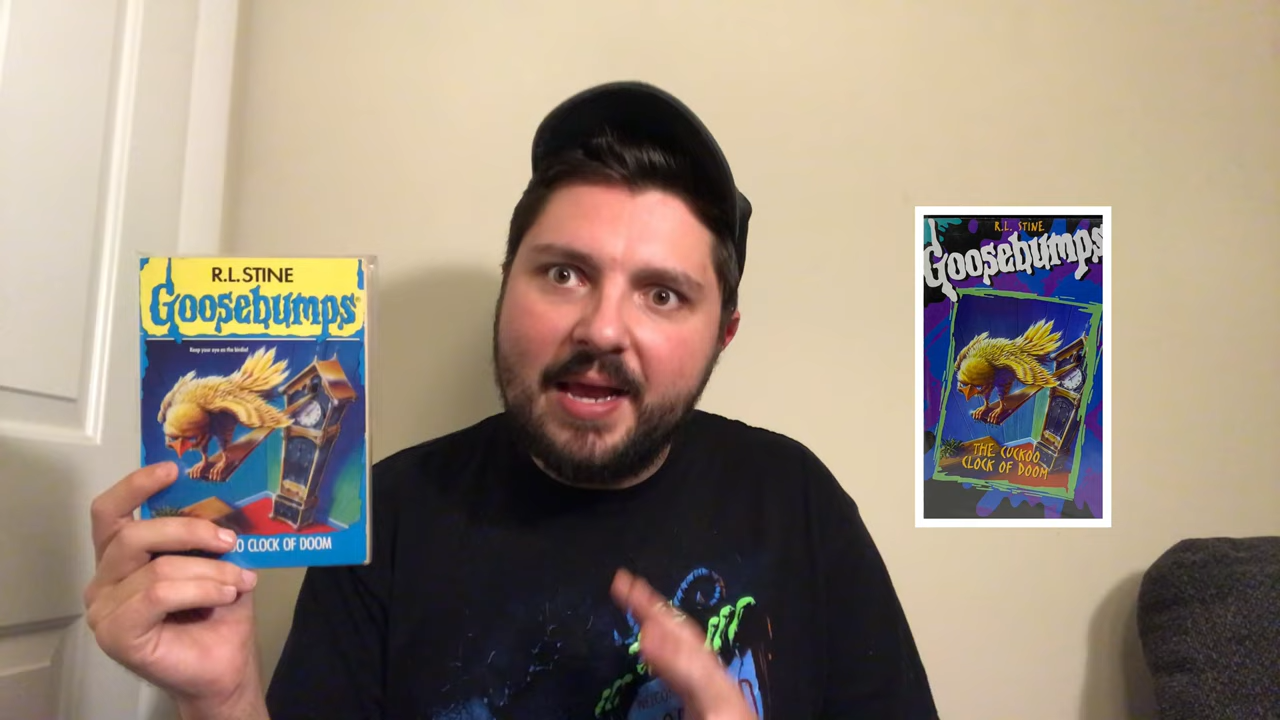 R.L. STINE
Goosebumps
Keep your eye on the birdie!
O CLOCK OF DOOM
R.L. STINE
Goosebumps
THE CUCKOO
CLOCK OF DOOM